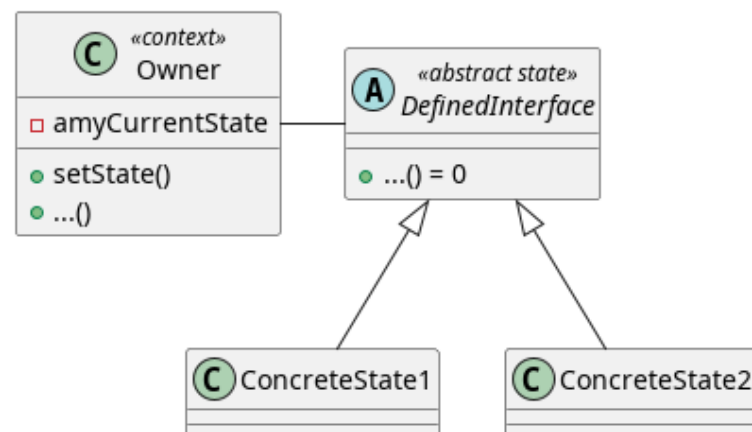 C «context»
Owner
amyCurrentState
setState()
...()
A «abstract state»
DefinedInterface
...() = 0
C ConcreteState1
C ConcreteState2